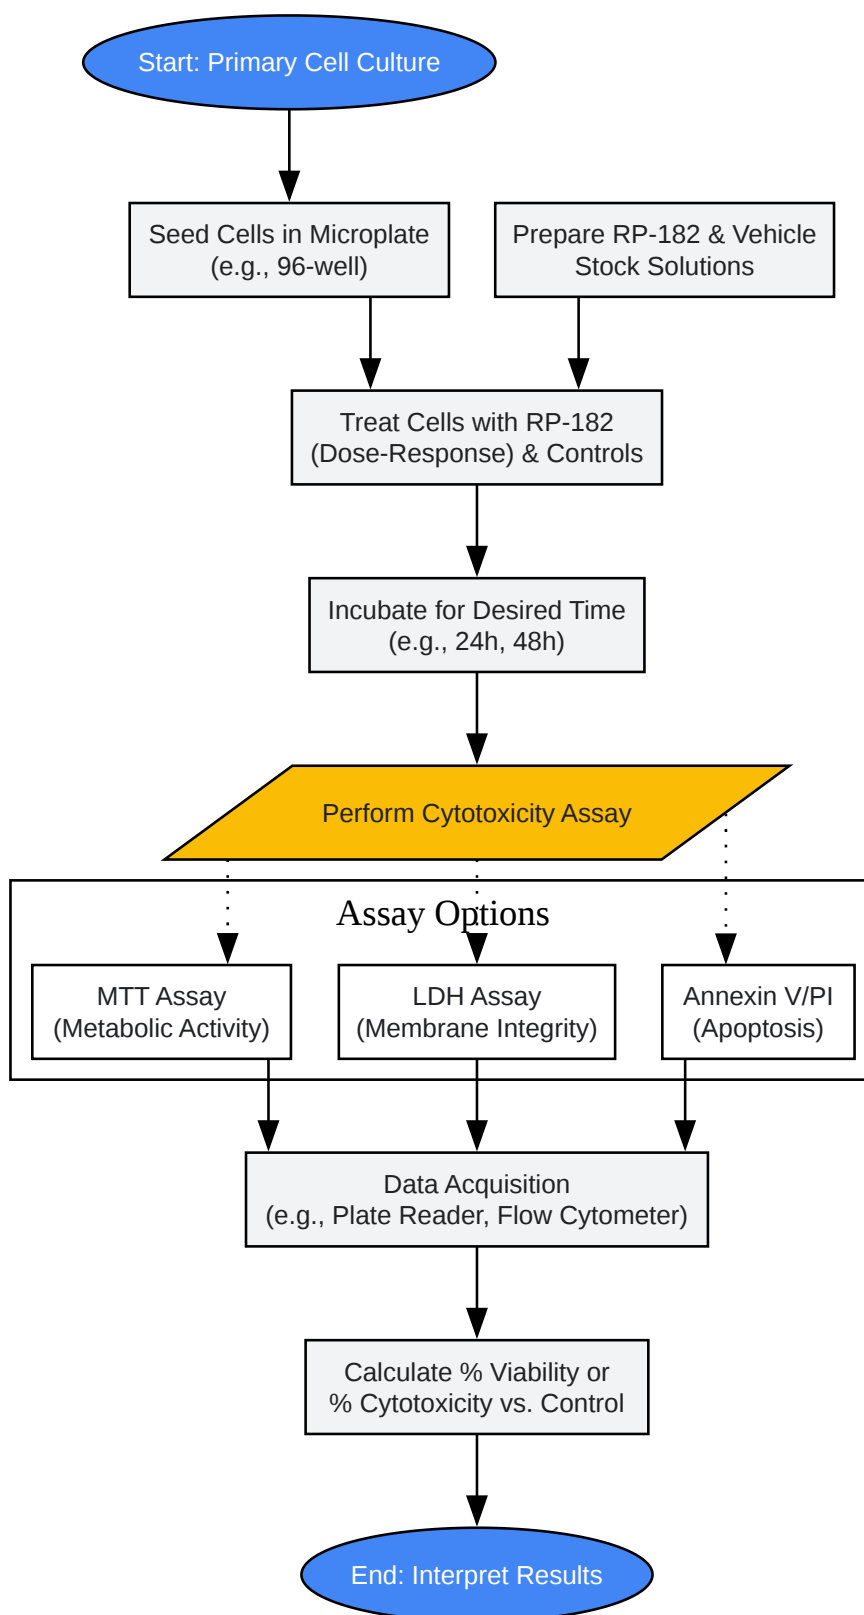 Start: Primary Cell Culture
Seed Cells in Microplate
(e.g., 96-well)
Prepare RP-182 & Vehicle
Stock Solutions
Treat Cells with RP-182
(Dose-Response) & Controls
Incubate for Desired Time
(e.g., 24h, 48h)
Perform Cytotoxicity Assay
Assay Options
MTT Assay
(Metabolic Activity)
LDH Assay
(Membrane Integrity)
Annexin V/PI
(Apoptosis)
Data Acquisition
(e.g., Plate Reader, Flow Cytometer)
Calculate % Viability or
% Cytotoxicity vs. Control
End: Interpret Results